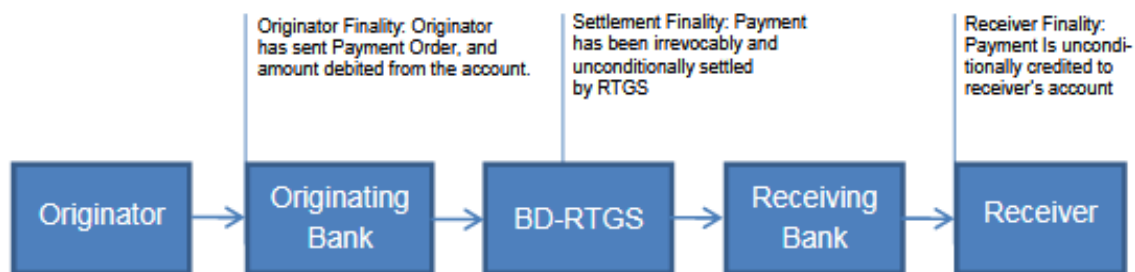 Originator Finality: Originator
has sent Payment Order, and
amount debited from the account.
Settlement Finality: Payment
has been irrevocably and
unconditionally settled
by RTGS
Receiver Finality:
Payment Is uncondi-
tionally credited to
receiver's account
Originator
Originating
Bank
BD-RTGS
Receiving
Bank
Receiver